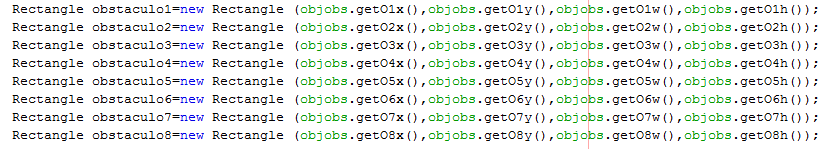 Rectangle obstaculo1=new Rectangle (objobs.getO1x(),objobs.getO1y(),objobs.getO1w(),objobs.getO1h());
Rectangle obstaculo2=new Rectangle (objobs.getO2x(),objobs.getO2y(),objobs.getO2w(),objobs.getO2h());
Rectangle obstaculo3=new Rectangle (objobs.getO3x(),objobs.getO3y(),objobs.getO3w(),objobs.getO3h());
Rectangle obstaculo4=new Rectangle (objobs.getO4x(),objobs.getO4y(),objobs.getO4w(),objobs.getO4h());
Rectangle obstaculo5=new Rectangle (objobs.getO5x(),objobs.getO5y(),objobs.getO5w(),objobs.getO5h());
Rectangle obstaculo6=new Rectangle (objobs.getO6x(),objobs.getO6y(),objobs.getO6w(),objobs.getO6h());
Rectangle obstaculo7=new Rectangle (objobs.getO7x(),objobs.getO7y(),objobs.getO7w(),objobs.getO7h());
Rectangle obstaculo8=new Rectangle (objobs.getO8x(),objobs.getO8y(),objobs.getO8w(),objobs.getO8h());